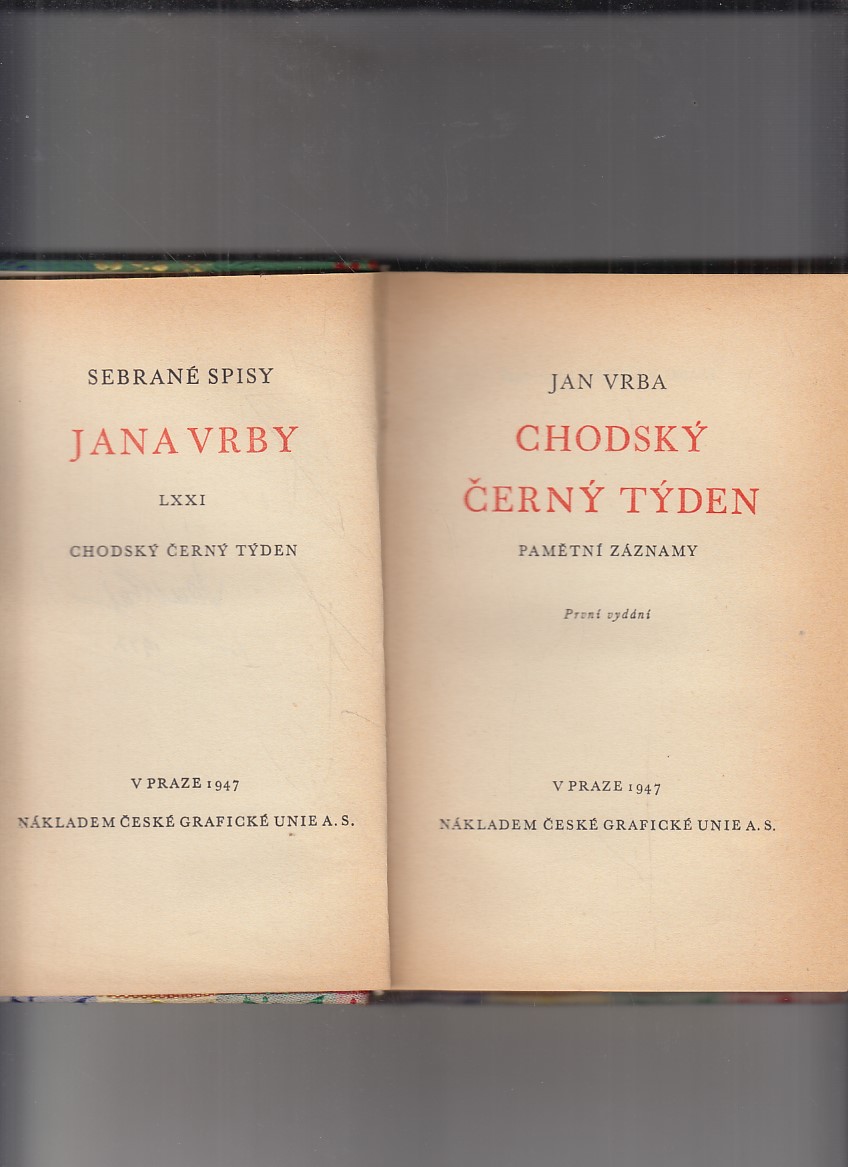 SEBRANÉ SPISY
JANA VRBY
LXXI
CHODSKÝ ČERNÝ TÝDEN
V PRAZE 1947
NÁKLADEM ČESKÉ GRAFICKÉ UNIE A. S.
JAN VRBA
CHODSKÝ
ČERNÝ TÝDEN
PAMĚTNÍ ZÁZNAMY
První vydání
V PRAZE 1947
NÁKLADEM ČESKÉ GRAFICKÉ UNIE A. S.